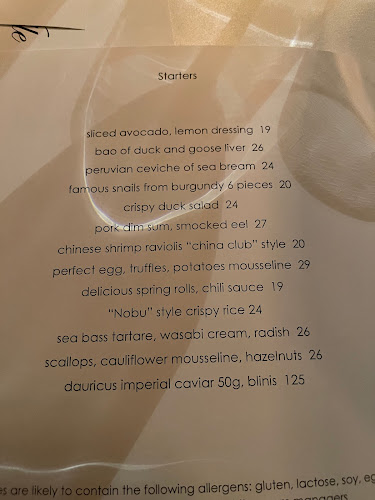 Starters
sliced avocado, lemon dressing 19
bao of duck and goose liver 26
peruvian ceviche of sea bream 24
famous snails from burgundy 6 pieces 20
crispy duck salad 24
pork dim sum, smocked eel 27
chinese shrimp raviolis "china club" style 20
perfect egg, truffles, potatoes mousseline 29
delicious spring rolls, chili sauce 19
"Nobu" style crispy rice 24
sea bass tartare, wasabi cream, radish 26
scallops, cauliflower mousseline, hazelnuts 26
dauricus imperial caviar 50g, blinis 125
are likely to contain the following allergens: gluten, lactose, soy,
managers